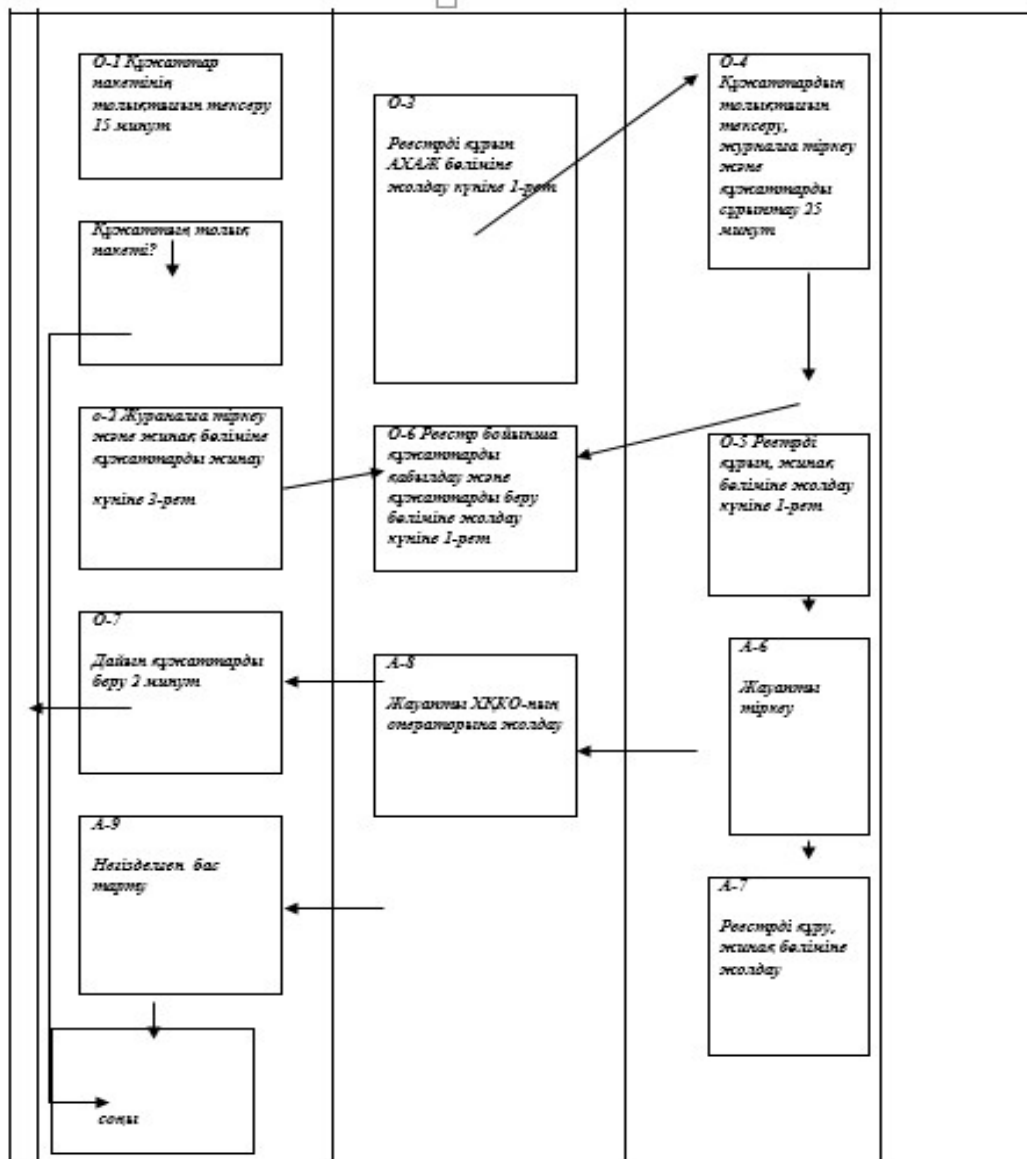 О-1 Құжаттар
пакетінің
толықтығын тексеру
15 минут
Құжаттың толық
пакеті?
о-2 Жураналға тіркеу
және жинақ бөліміне
құжаттарды жинау
күніне 3-рет
О-7
Дайын құжаттарды
беру 2 минут
А-9
Негізделген бас
тарту
соңы
О-3
Реестрді құрып
АХАЖ бөліміне
жолдау күніне 1-рет
О-6 Реестр бойынша
құжаттарды
қабылдау және
құжаттарды беру
бөліміне жолдау
күніне 1-рет
А-8
Жауапты ХҚКО-ның
операторына жолдау
О-4
Құжаттардың
толықтығын
тексеру,
журналға тіркеу
және
құжаттарды
сұрыптау 25
минут
О-5 Реестрді
құрып, жинақ
бөліміне жолдау
күніне 1-рет
А-6
Жауапты
тіркеу
А-7
Реестрді құру,
жинақ бөліміне
жолдау